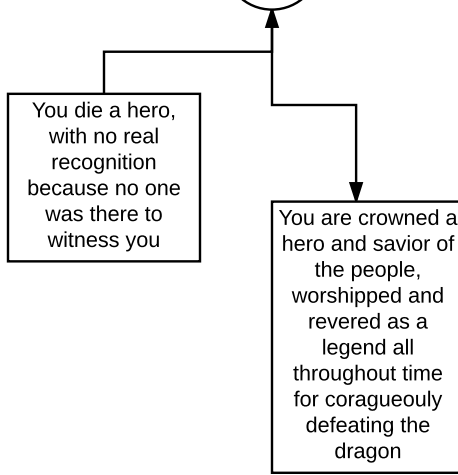 You die a hero,
with no real
recognition
because no one
was there to
witness you
You are crowned a
hero and savior of
the people,
worshipped and
revered as a
legend all
throughout time
for coragueouly
defeating the
dragon